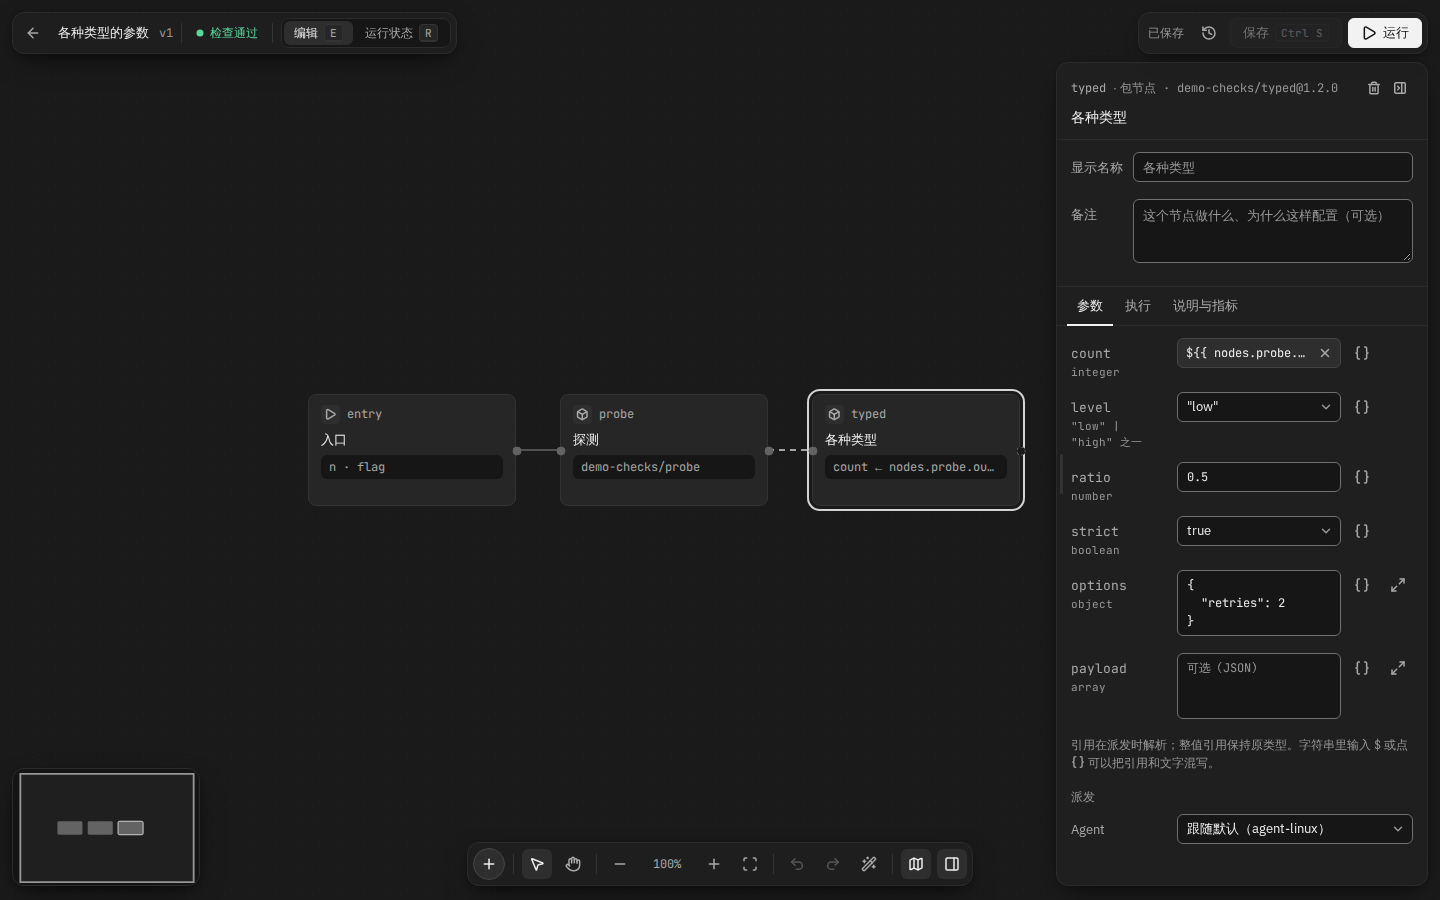 各种类型的参数 v1 检查通过 编辑 E 运行状态 R
已保存 保存 Ctrl S 运行
typed · 包节点 · demo-checks/typed@1.2.0
各种类型
显示名称 各种类型
备注 这个节点做什么、为什么这样配置（可选）
参数 执行 说明与指标
count ${{ nodes.probe.…
integer
level "low"
"low" |
"high" 之一
ratio 0.5
number
strict true
boolean
options {
object "retries": 2
}
payload 可选 (JSON)
array
引用在派发时解析；整值引用保持原类型。字符串里输入 $ 或点
{} 可以把引用和文字混写。
派发
Agent 跟随默认（agent-linux）
entry
入口
n · flag
probe
探测
demo-checks/probe
typed
各种类型
count ← nodes.probe.ou…
100%